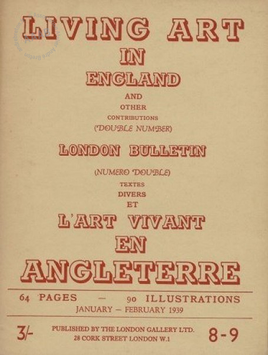 LIVING ART
IN
ENGLAND
AND
OTHER
CONTRIBUTIONS
(DOUBLE NUMBER)
LONDON BULLETIN
(NUMERO DOUBLE)
TEXTES
DIVERS
ET
L'ART VIVANT
EN
ANGLETERRE
64 PAGES — 90 ILLUSTRATIONS
JANUARY — FEBRUARY 1939
3/- PUBLISHED BY THE LONDON GALLERY LTD. 8-9
28 CORK STREET LONDON W.1